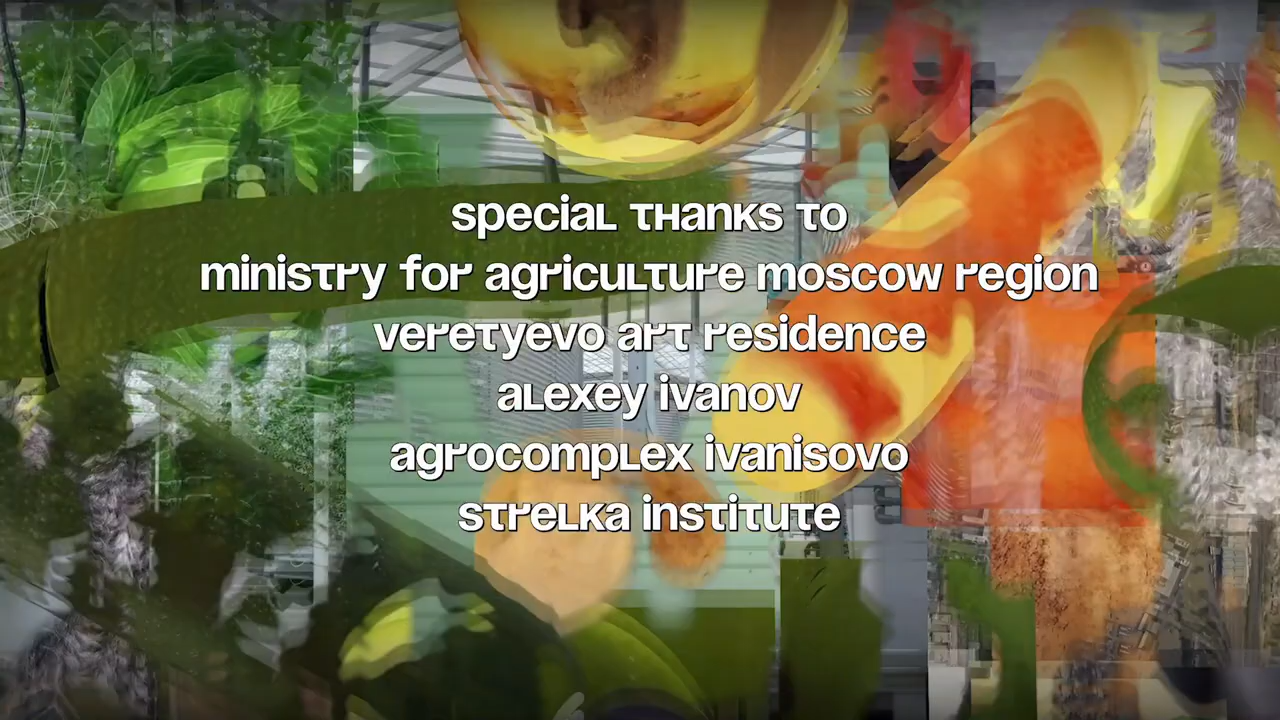 special thanks to
ministry for agriculture moscow region
veretyevo art residence
alexey ivanov
agrocomplex ivanisovo
strelka institute